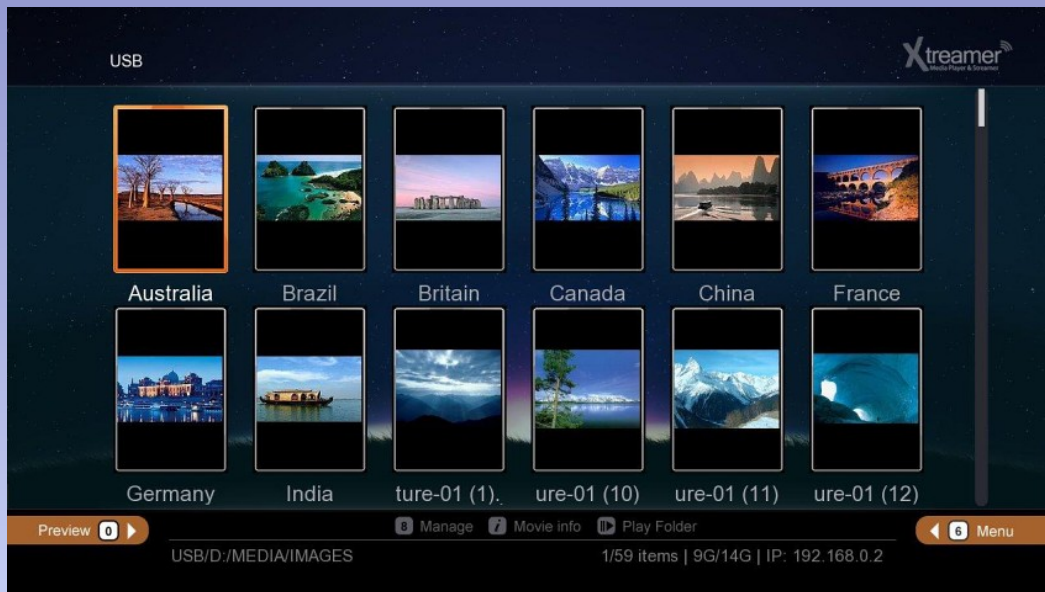 USB
Xtreamer
Media Player & Streamer
Australia Brazil Britain Canada China France
Germany India ture-01 (1). ure-01 (10) ure-01 (11) ure-01 (12)
Preview 0 8 Manage i Movie info Play Folder 6 Menu
USB/D:/MEDIA/IMAGES 1/59 items | 9G/14G | IP: 192.168.0.2